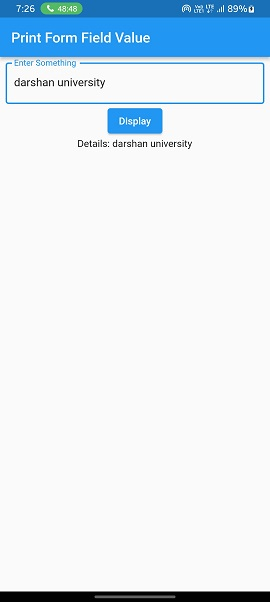 7:26 48:48 89%
Print Form Field Value
Enter Something
darshan university
Display
Details: darshan university